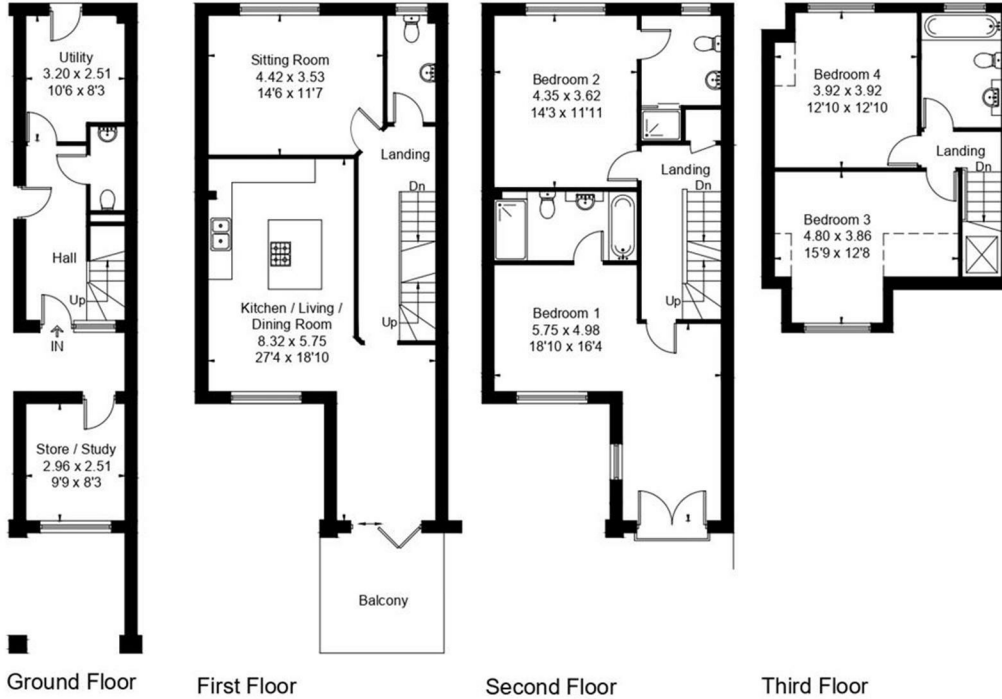 Utility
3.20 x 2.51
10'6 x 8'3
Hall
Up
IN
Store / Study
2.96 x 2.51
9'9 x 8'3
Ground Floor
Sitting Room
4.42 x 3.53
14'6 x 11'7
Landing
Dn
Kitchen / Living /
Dining Room
8.32 x 5.75
27'4 x 18'10
Up
Balcony
First Floor
Bedroom 2
4.35 x 3.62
14'3 x 11'11
Landing
Dn
Up
Bedroom 1
5.75 x 4.98
18'10 x 16'4
Second Floor
Bedroom 4
3.92 x 3.92
12'10 x 12'10
Landing
Dn
Bedroom 3
4.80 x 3.86
15'9 x 12'8
Third Floor